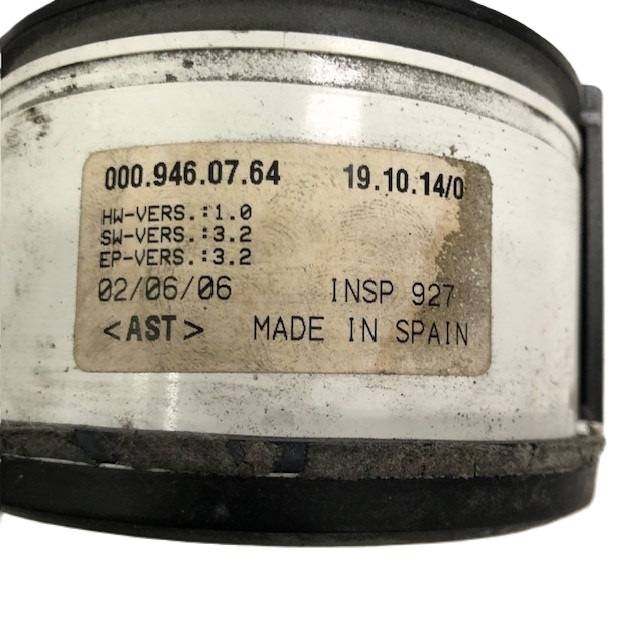 000.946.07.64 19.10.14/0
HW-VERS.:1.0
SW-VERS.:3.2
EP-VERS.:3.2
02/06/06 INSP 927
<AST> MADE IN SPAIN